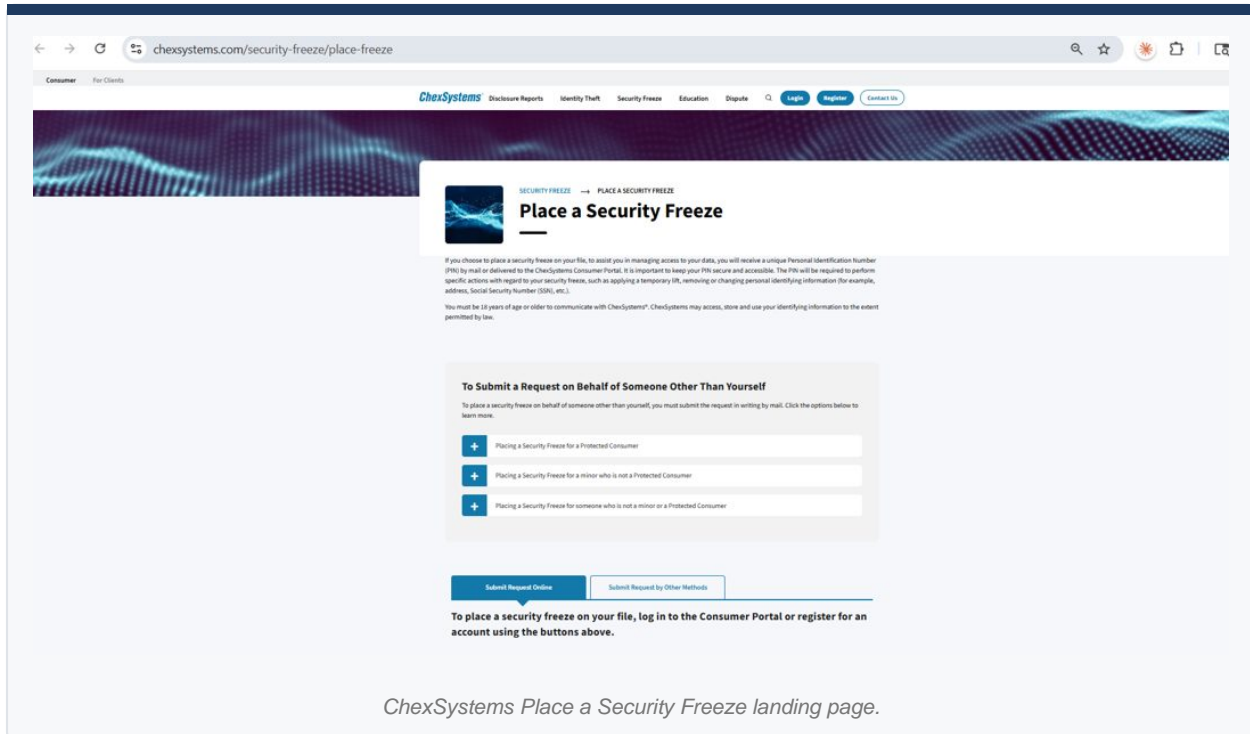 chexsystems.com/security-freeze/place-freeze
Consumer For Clients
ChexSystems Disclosure Reports Identity Theft Security Freeze Education Dispute Login Register Contact Us
SECURITY FREEZE → PLACE A SECURITY FREEZE
Place a Security Freeze
If you choose to place a security freeze on your file, to assist you in managing access to your data, you will receive a unique Personal Identification Number
(PIN) by mail or delivered to the ChexSystems Consumer Portal. It is important to keep your PIN secure and accessible. The PIN will be required to perform
specific actions with regard to your security freeze, such as applying a temporary lift, removing or changing personal identifying information (for example,
address, Social Security Number (SSN), etc.).
You must be 18 years of age or older to communicate with ChexSystems®. ChexSystems may access, store and use your identifying information to the extent
permitted by law.
To Submit a Request on Behalf of Someone Other Than Yourself
To place a security freeze on behalf of someone other than yourself, you must submit the request in writing by mail. Click the options below to
learn more.
+ Placing a Security Freeze for a Protected Consumer
+ Placing a Security Freeze for a minor who is not a Protected Consumer
+ Placing a Security Freeze for someone who is not a minor or a Protected Consumer
Submit Request Online Submit Request by Other Methods
To place a security freeze on your file, log in to the Consumer Portal or register for an
account using the buttons above.
ChexSystems Place a Security Freeze landing page.